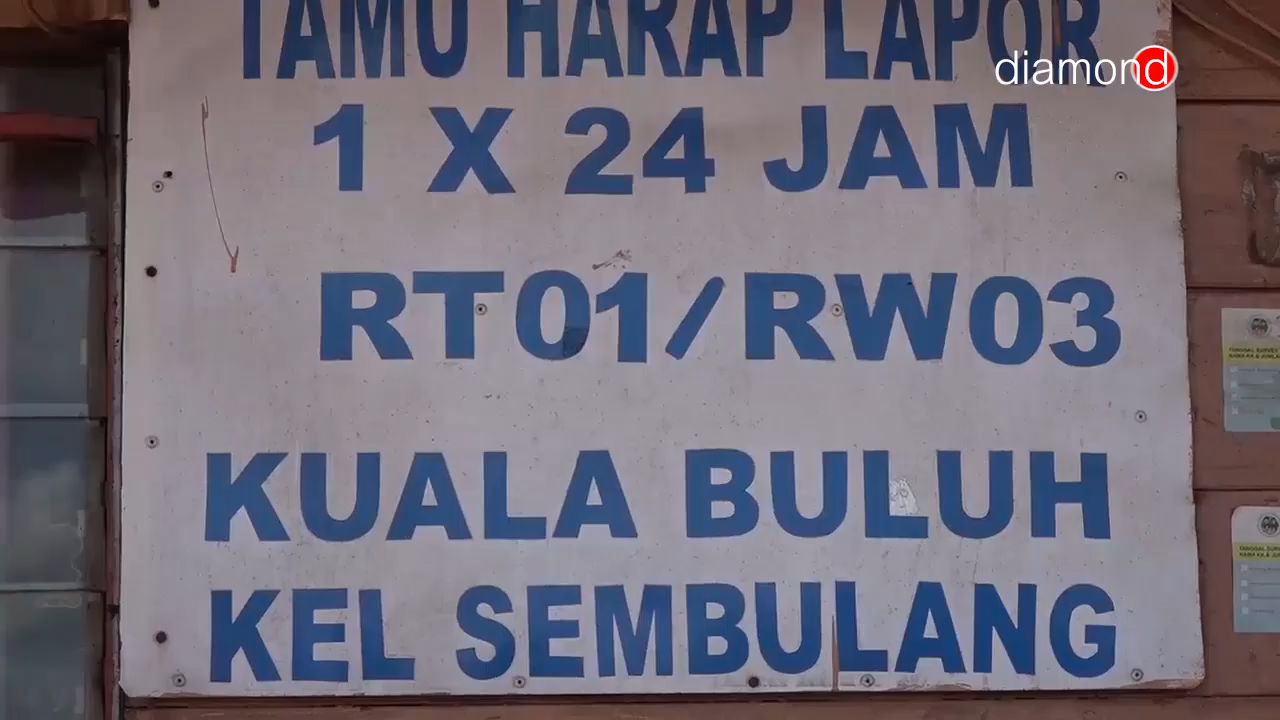 TAMU HARAP LAPOR
diamond
1 X 24 JAM
RT01/RW03
KUALA BULUH
KEL SEMBULANG